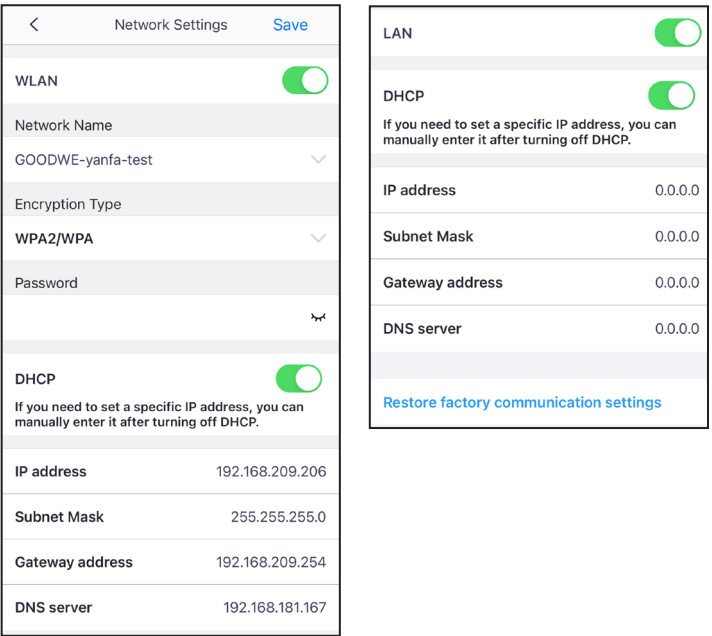 Network Settings Save
WLAN
Network Name
GOODWE-yanfa-test
Encryption Type
WPA2/WPA
Password
DHCP
If you need to set a specific IP address, you can
manually enter it after turning off DHCP.
IP address 192.168.209.206
Subnet Mask 255.255.255.0
Gateway address 192.168.209.254
DNS server 192.168.181.167
LAN
DHCP
If you need to set a specific IP address, you can
manually enter it after turning off DHCP.
IP address 0.0.0.0
Subnet Mask 0.0.0.0
Gateway address 0.0.0.0
DNS server 0.0.0.0
Restore factory communication settings